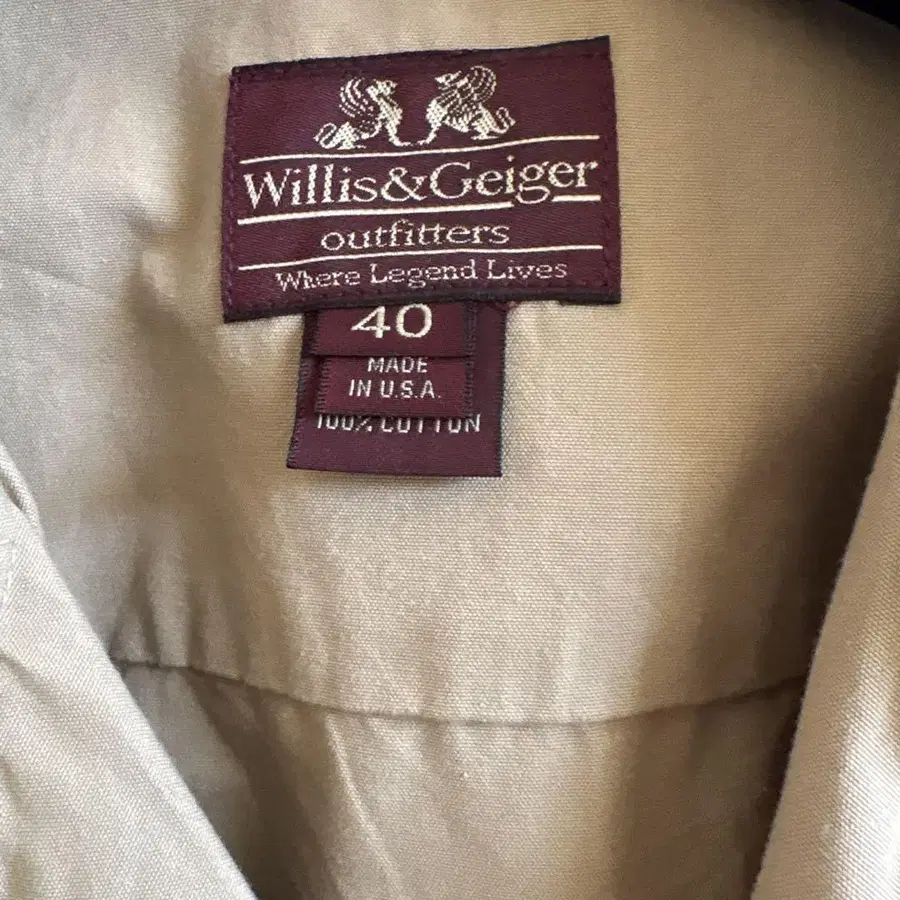 Willis&Geiger
outfitters
Where Legend Lives
40
MADE
IN U.S.A.
100% COTTON